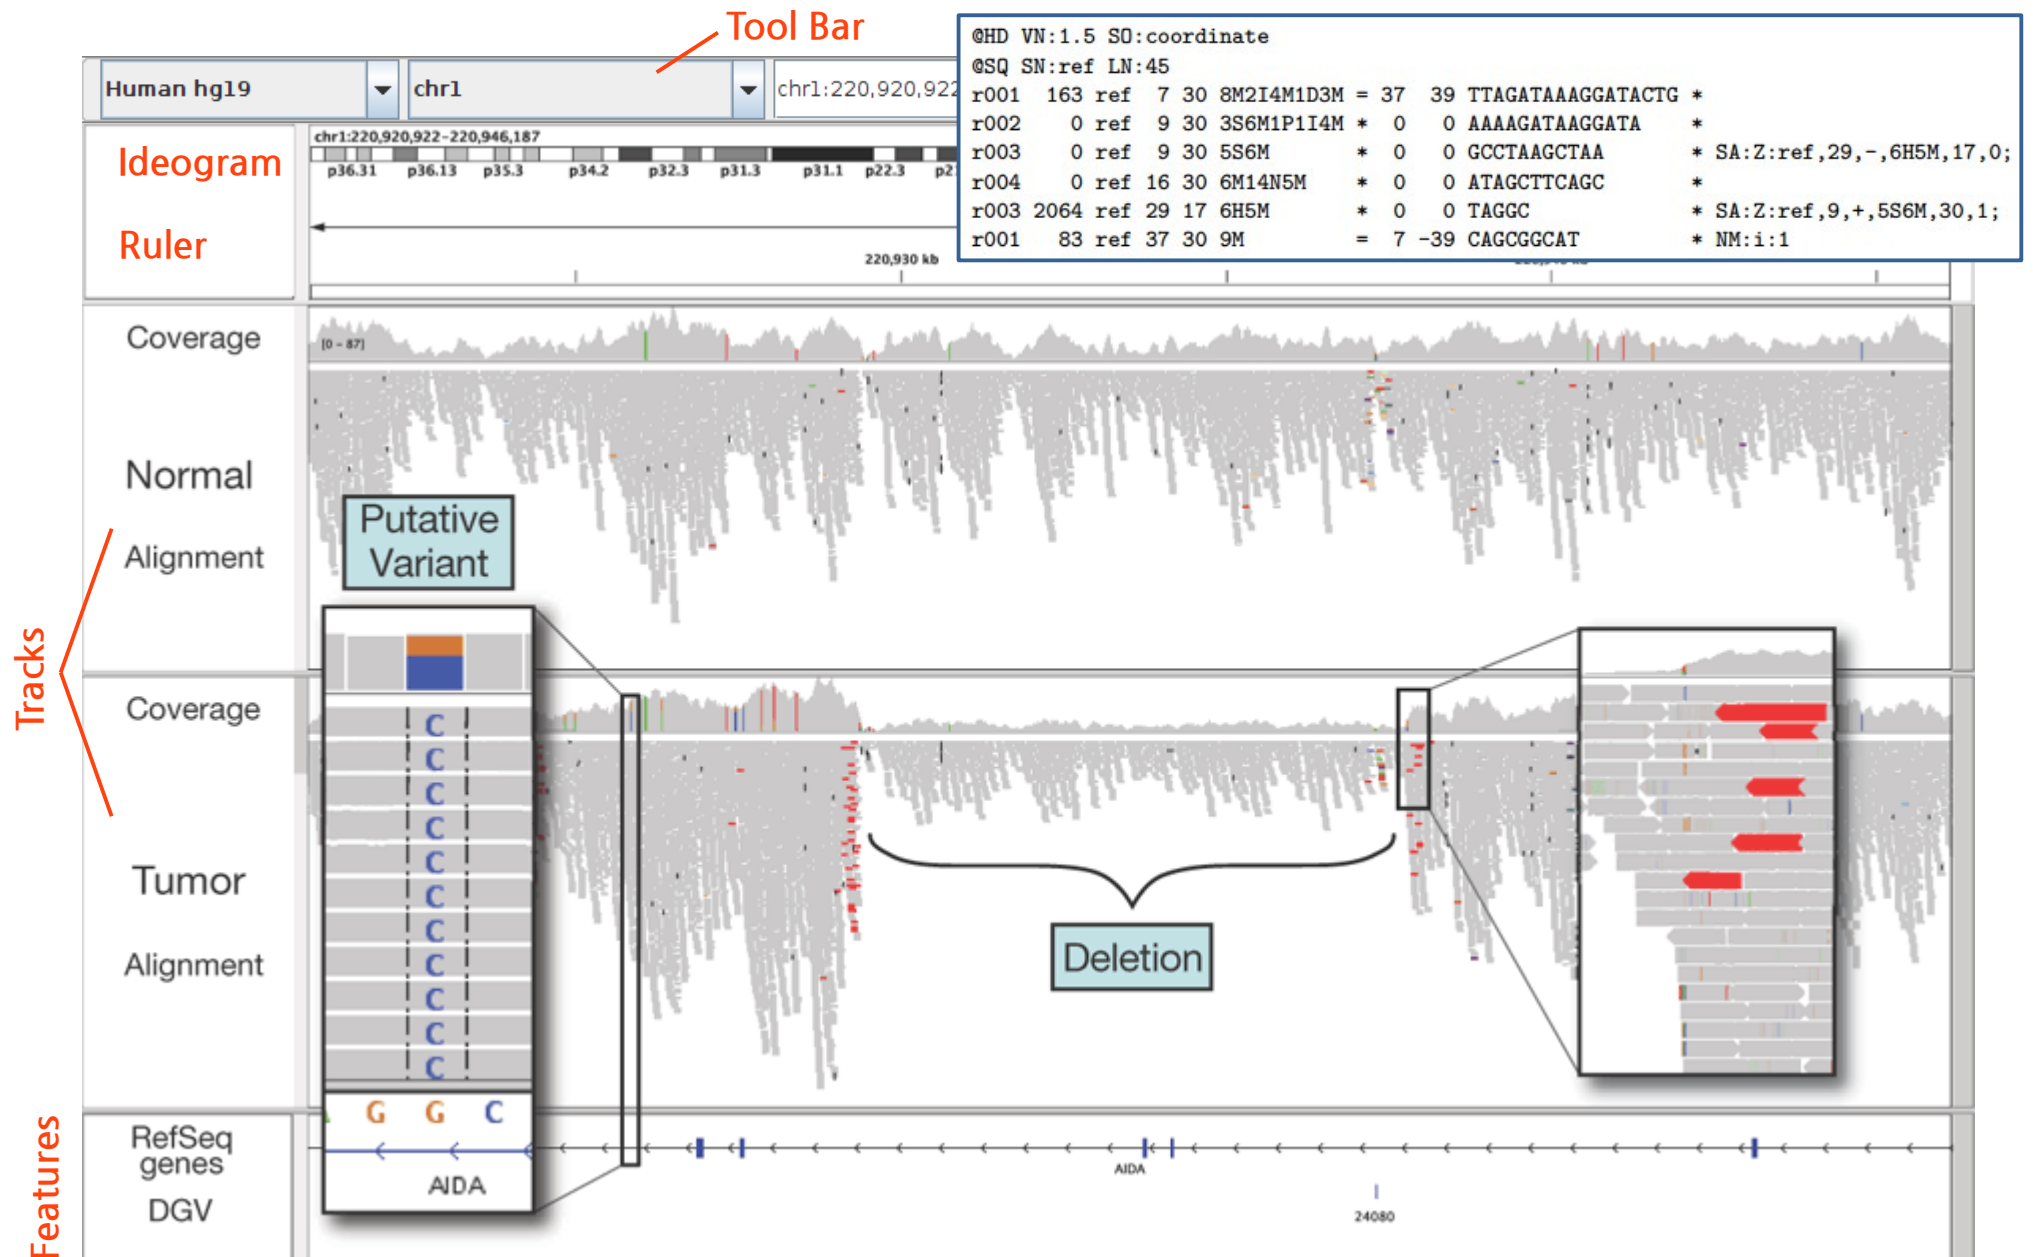 Tool Bar
Human hg19
chr1
chr1:220,920,922
@HD VN:1.5 SO:coordinate
@SQ SN:ref LN:45
r001 163 ref 7 30 8M2I4M1D3M = 37 39 TTAGATAAAGGATACTG *
r002 0 ref 9 30 3S6M1P1I4M * 0 0 AAAAGATAAGGATA *
r003 0 ref 9 30 5S6M * 0 0 GCCTAAGCTAA * SA:Z:ref,29,-,6H5M,17,0;
r004 0 ref 16 30 6M14N5M * 0 0 ATAGCTTCAGC *
r003 2064 ref 29 17 6H5M * 0 0 TAGGC * SA:Z:ref,9,+,5S6M,30,1;
r001 83 ref 37 30 9M = 7 -39 CAGCGGCAT * NM:i:1
chr1:220,920,922-220,946,187
Ideogram
p36.31 p36.13 p35.3 p34.2 p32.3 p31.3 p31.1 p22.3
Ruler
220,930 kb
Coverage
[0 - 87]
Normal
Alignment
Putative
Variant
Tracks
Coverage
C
C
C
C
C
C
C
C
C
C
C
Tumor
Alignment
Deletion
G G C
AIDA
Features
RefSeq
genes
AIDA
DGV
24080